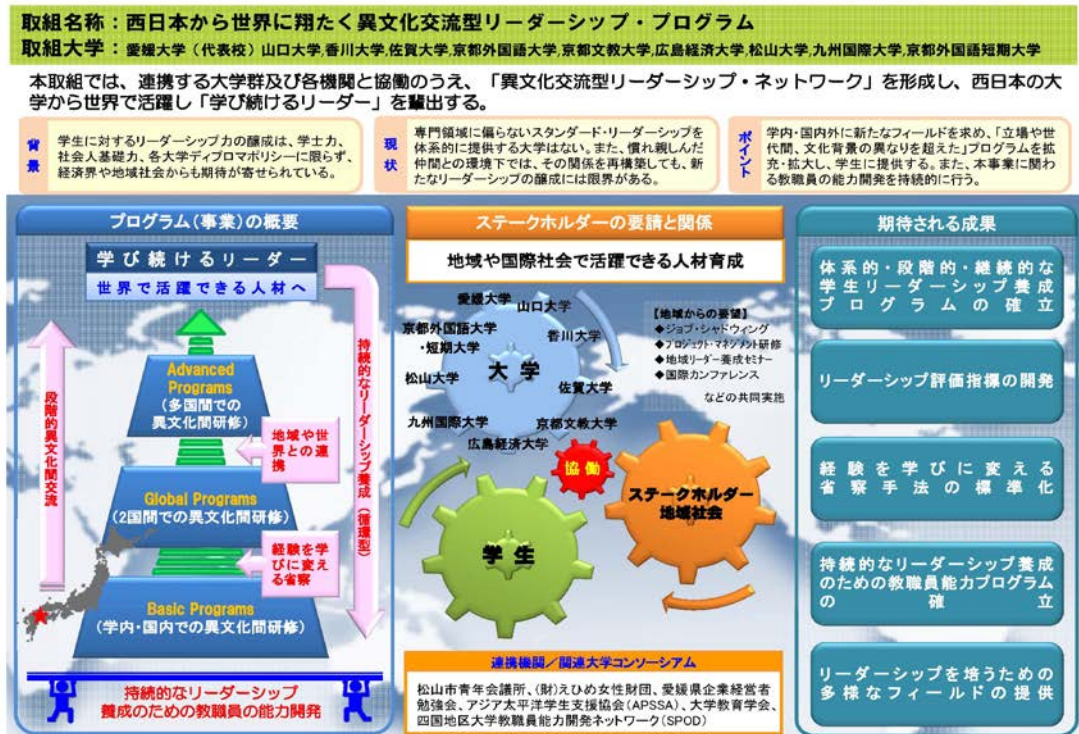 取組名称：西日本から世界に翔たく異文化交流型リーダーシップ・プログラム
取組大学：愛媛大学（代表校）山口大学,香川大学,佐賀大学,京都外国語大学,京都文教大学,広島経済大学,松山大学,九州国際大学,京都外国語短期大学
本取組では、連携する大学群及び各機関と協働のうえ、「異文化交流型リーダーシップ・ネットワーク」を形成し、西日本の大
学から世界で活躍し「学び続けるリーダー」を輩出する。
背景
学生に対するリーダーシップ力の醸成は、学士力、
社会人基礎力、各大学ディプロマポリシーに限らず、
経済界や地域社会からも期待が寄せられている。
現状
専門領域に偏らないスタンダード・リーダーシップを
体系的に提供する大学はない。また、慣れ親しんだ
仲間との環境下では、その関係を再構築しても、新
たなリーダーシップの醸成には限界がある。
ポイント
学内・国内外に新たなフィールドを求め、「立場や世
代間、文化背景の異なりを超えた」プログラムを拡
充・拡大し、学生に提供する。また、本事業に関わ
る教職員の能力開発を持続的に行う。
プログラム（事業）の概要
学び続けるリーダー
世界で活躍できる人材へ
段階的異文化間交流
Advanced
Programs
（多国間での
異文化間研修）
地域や世
界との連
携
Global Programs
（2国間での異文化間研修）
経験を学
びに変え
る省察
Basic Programs
（学内・国内での異文化間研修）
持続的なリーダーシップ養成（循環型）
持続的なリーダーシップ
養成のための教職員の能力開発
ステークホルダーの要請と関係
地域や国際社会で活躍できる人材育成
愛媛大学
山口大学
京都外国語大学
・短期大学
香川大学
大学
松山大学
佐賀大学
九州国際大学
京都文教大学
広島経済大学
【地域からの要望】
◆ジョブ・シャドウィング
◆プロジェクト・マネジメント研修
◆地域リーダー養成セミナー
◆国際カンファレンス
などの共同実施
協働
ステークホルダー
地域社会
学生
連携機関／関連大学コンソーシアム
松山市青年会議所、(財)えひめ女性財団、愛媛県企業経営者
勉強会、アジア太平洋学生支援協会(APSSA)、大学教育学会、
四国地区大学教職員能力開発ネットワーク(SPOD)
期待される成果
体系的・段階的・継続的な
学生リーダーシップ養成
プログラムの確立
リーダーシップ評価指標の開発
経験を学びに変える
省察手法の標準化
持続的なリーダーシップ養成
のための教職員能力プログラム
の確立
リーダーシップを培うための
多様なフィールドの提供